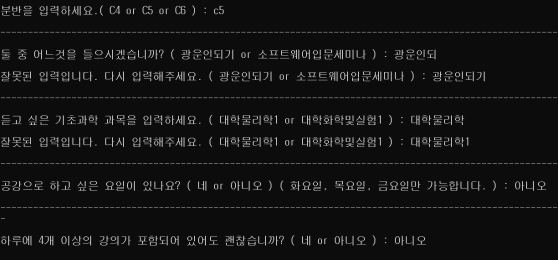 분반을 입력하세요.( C4 or C5 or C6 ) : c5
--------------------------------------------------------------------------------
둘 중 어느것을 들으시겠습니까? ( 광운인되기 or 소프트웨어입문세미나 ) : 광운인되
잘못된 입력입니다. 다시 입력해주세요. ( 광운인되기 or 소프트웨어입문세미나 ) : 광운인되기
--------------------------------------------------------------------------------
듣고 싶은 기초과학 과목을 입력하세요. ( 대학물리학1 or 대학화학및실험1 ) : 대학물리학
잘못된 입력입니다. 다시 입력해주세요. ( 대학물리학1 or 대학화학및실험1 ) : 대학물리학1
--------------------------------------------------------------------------------
공강으로 하고 싶은 요일이 있나요? ( 네 or 아니오 ) ( 화요일, 목요일, 금요일만 가능합니다. ) : 아니오
--------------------------------------------------------------------------------
-
하루에 4개 이상의 강의가 포함되어 있어도 괜찮습니까? ( 네 or 아니오 ) : 아니오